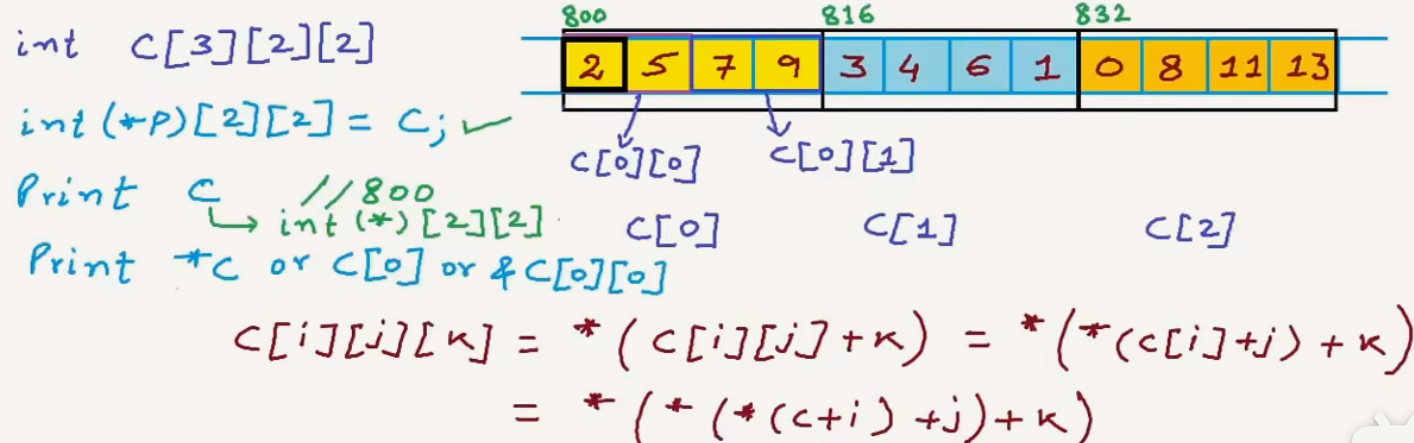 800 816 832
int C[3][2][2]
2 5 7 9 3 4 6 1 0 8 11 13
int (*P)[2][2] = C; ✓
C[0][0] C[0][1]
Print C //800
int (*)[2][2]
C[0] C[1] C[2]
Print *C or C[0] or &C[0][0]
C[i][j][k] = *(C[i][j]+k) = *(*(C[i]+j)+k)
= *(*(*(C+i)+j)+k)